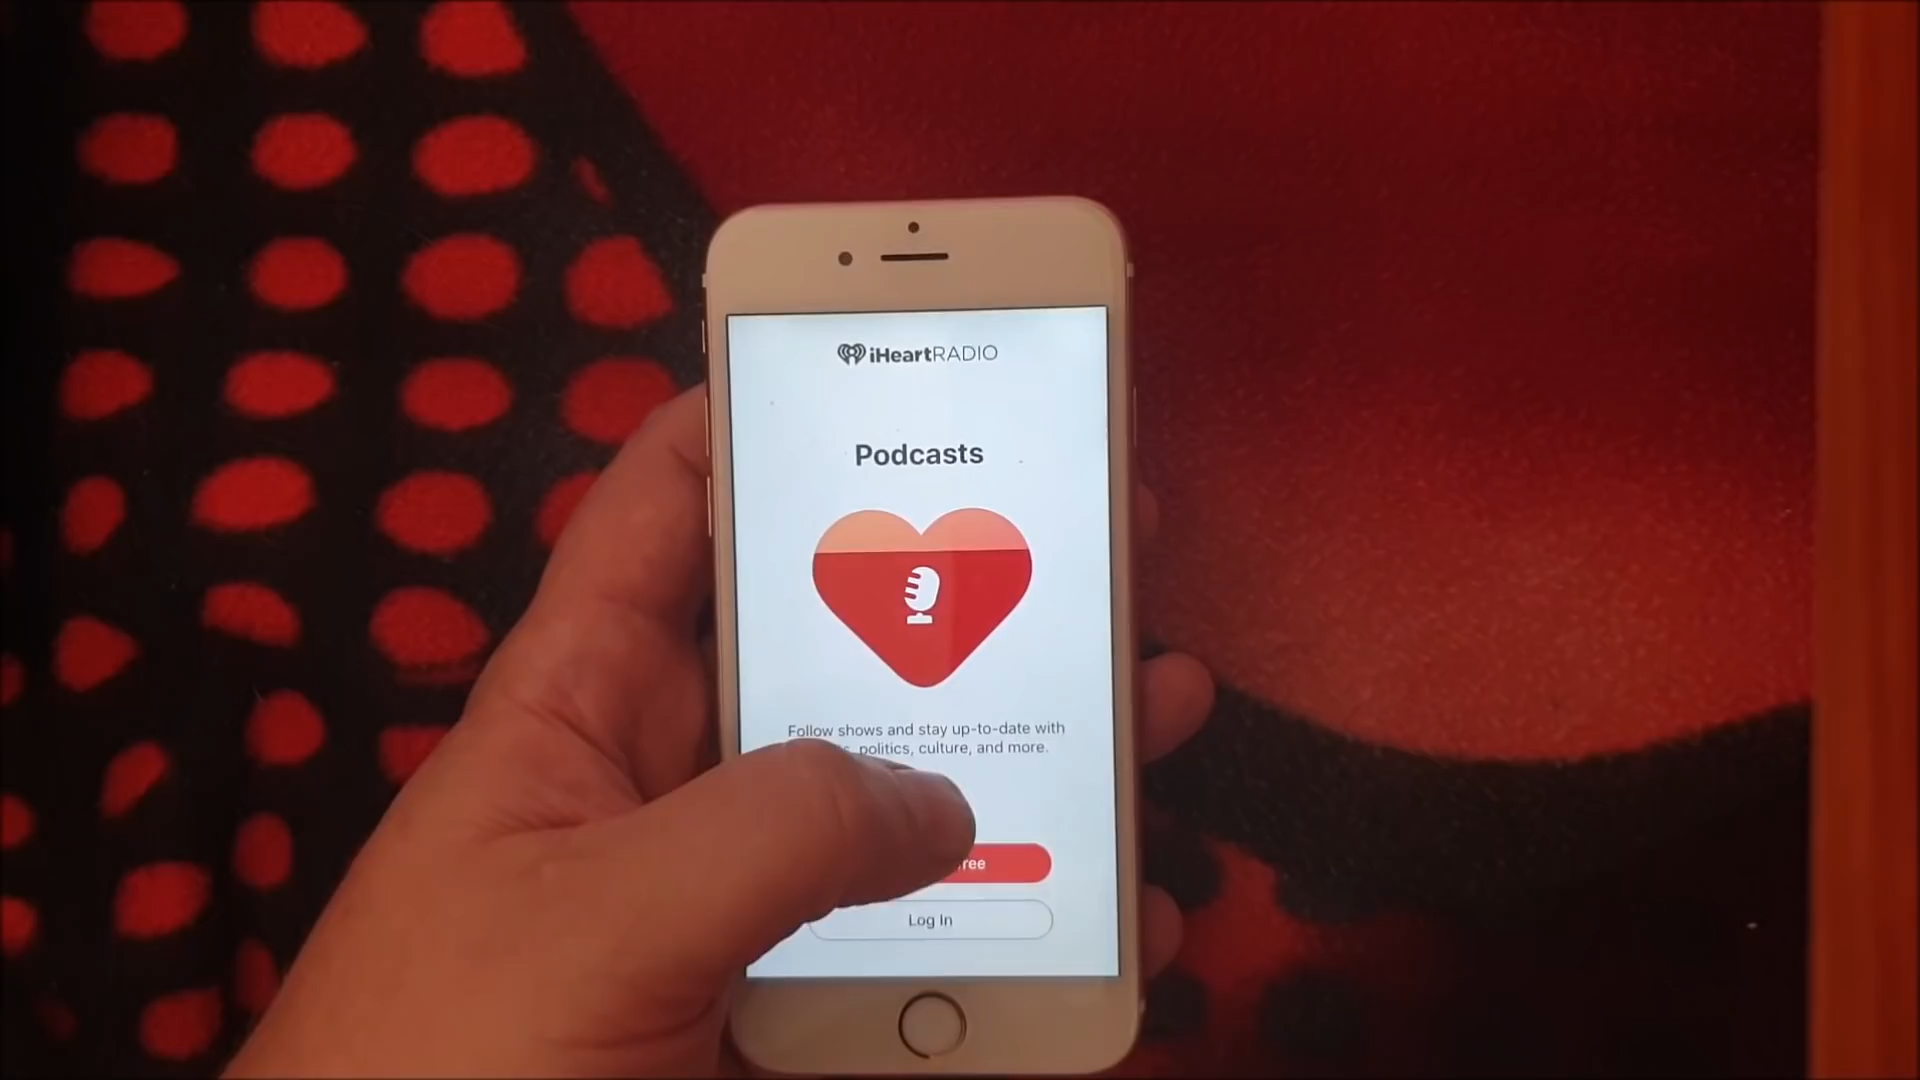 iHeartRADIO
Podcasts
Follow shows and stay up-to-date with
politics, culture, and more.
Log In